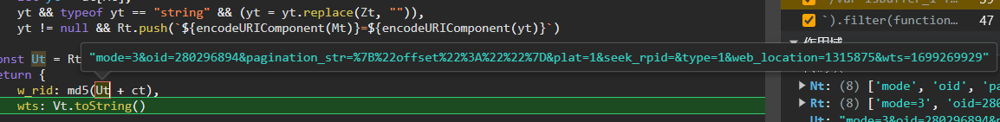 yt && typeof yt == "string" && (yt = yt.replace(Zt, "")),
yt != null && Rt.push(`${encodeURIComponent(Mt)}=${encodeURIComponent(yt)}`)
"mode=3&oid=280296894&pagination_str=%7B%22offset%22%3A%22%22%7D&plat=1&seek_rpid=&type=1&web_location=1315875&wts=1699269929"
onst Ut = Rt
eturn {
w_rid: md5(Ut + ct),
wts: Vt.toString()
`).filter(function… 47
作用域
Nt: (8) ['mode', 'oid', 'pa
Rt: (8) ['mode=3', 'oid=280
Ut: "mode=3&oid=280296894&p